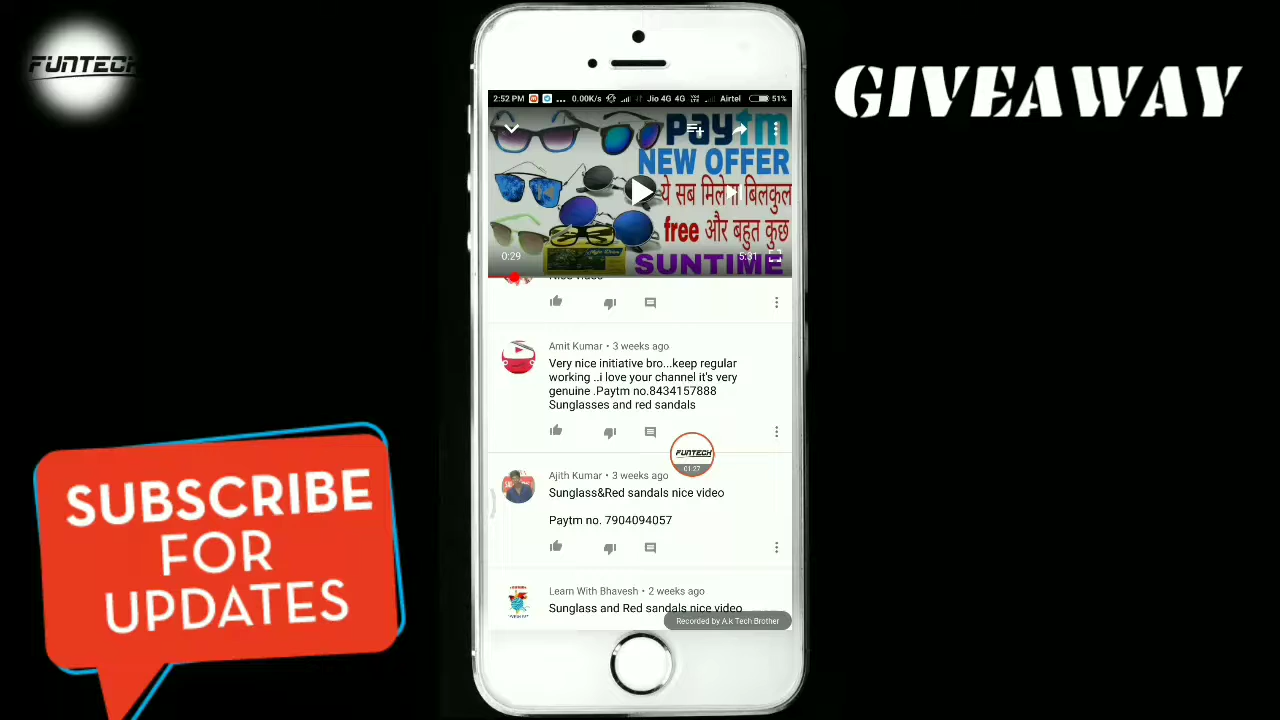 FUNTECH
GIVEAWAY
2:52 PM ... 0.00K/s Jio 4G 4G Airtel 51%
paytm
NEW OFFER
ये सब मिलेगा बिलकुल
free और बहुत कुछ
0:29
5:31
SUNTIME
Nice video
Amit Kumar • 3 weeks ago
Very nice initiative bro...keep regular
working ..i love your channel it's very
genuine .Paytm no.8434157888
Sunglasses and red sandals
FUNTECH
01:27
Ajith Kumar • 3 weeks ago
Sunglass&Red sandals nice video
Paytm no. 7904094057
Learn With Bhavesh • 2 weeks ago
Sunglass and Red sandals nice video
Recorded by A.k Tech Brother
SUBSCRIBE
FOR
UPDATES